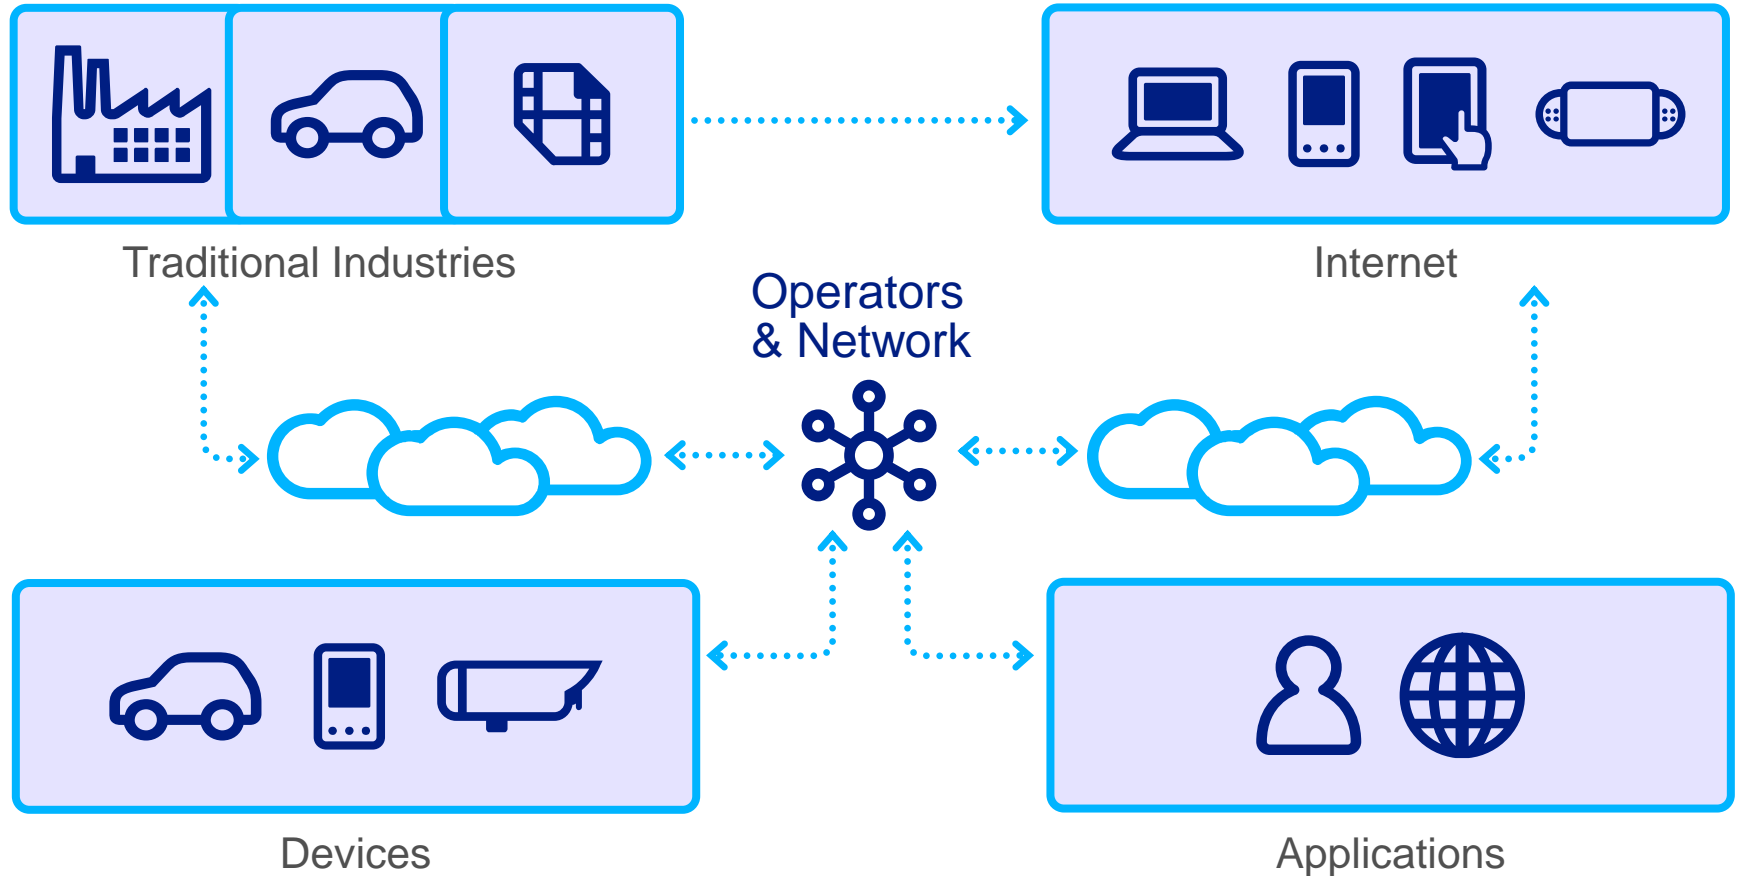 Traditional Industries
Internet
Operators
& Network
Devices
Applications